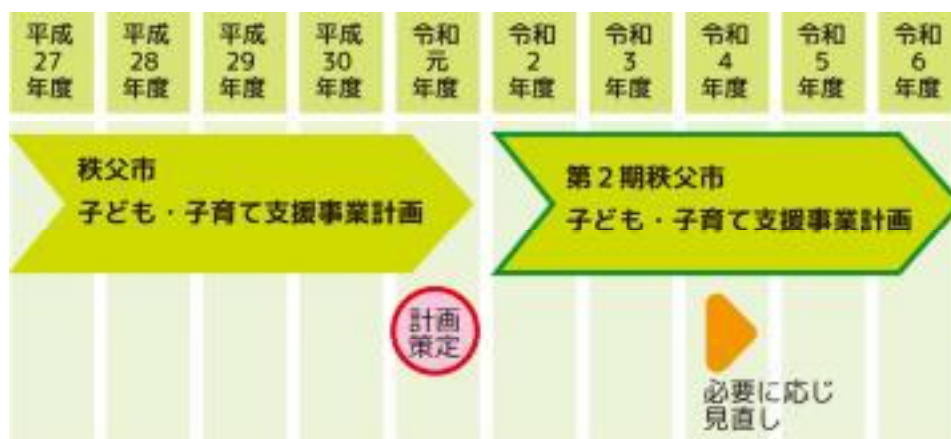 平成
27
年度
平成
28
年度
平成
29
年度
平成
30
年度
令和
元
年度
令和
2
年度
令和
3
年度
令和
4
年度
令和
5
年度
令和
6
年度
秩父市
子ども・子育て支援事業計画
第2期秩父市
子ども・子育て支援事業計画
計画
策定
必要に応じ
見直し